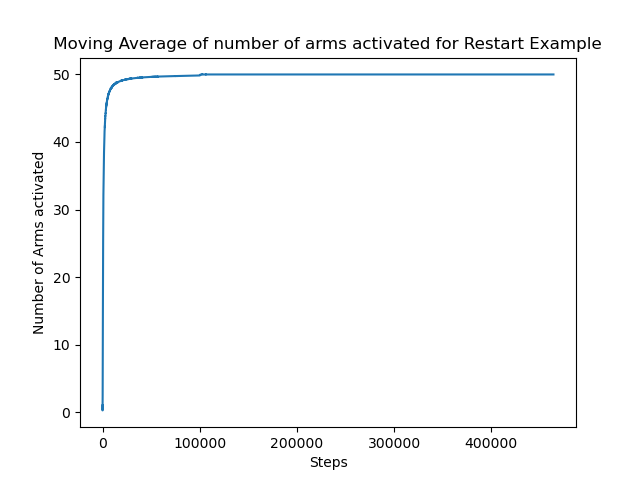 Moving Average of number of arms activated for Restart Example
50
40
30
20
10
0
Number of Arms activated
0 100000 200000 300000 400000
Steps